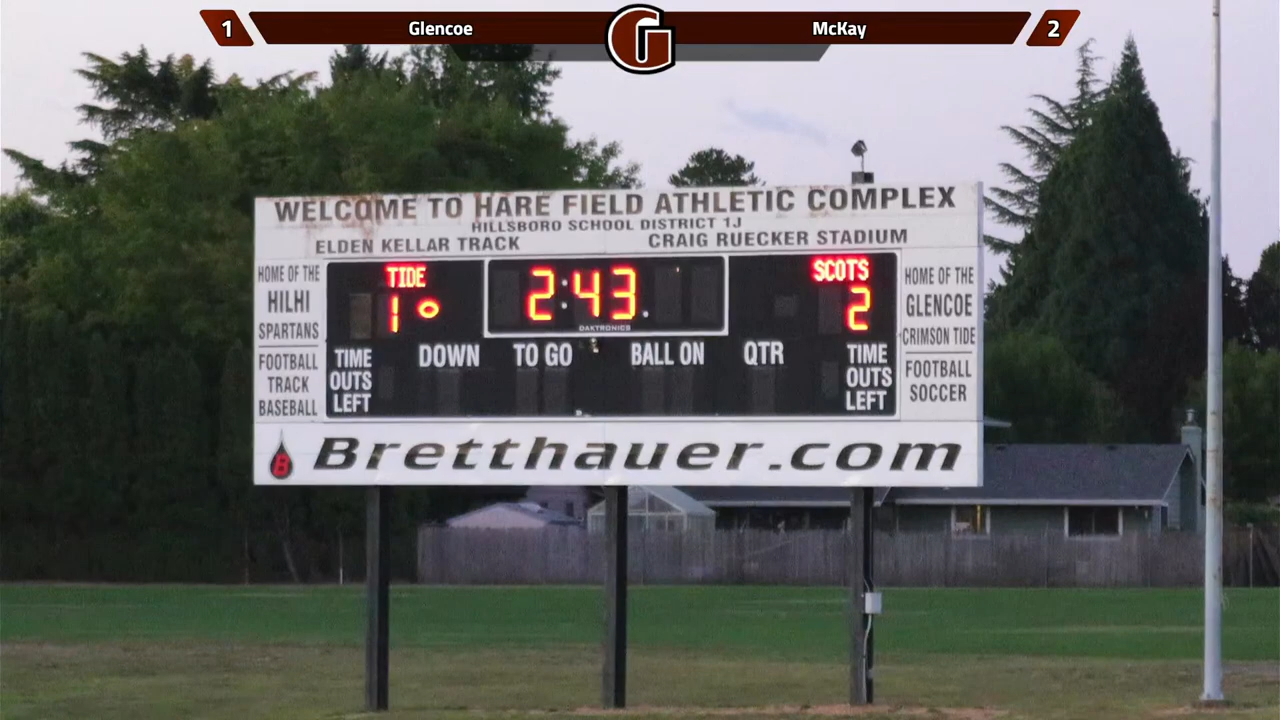 1 Glencoe G McKay 2
WELCOME TO HARE FIELD ATHLETIC COMPLEX
HILLSBORO SCHOOL DISTRICT 1J
ELDEN KELLAR TRACK CRAIG RUECKER STADIUM
HOME OF THE
HILHI
SPARTANS
FOOTBALL
TRACK
BASEBALL
TIDE
1
2:43
DAKTRONICS
SCOTS
2
TIME
OUTS
LEFT
DOWN TO GO BALL ON QTR
TIME
OUTS
LEFT
HOME OF THE
GLENCOE
CRIMSON TIDE
FOOTBALL
SOCCER
B Bretthauer.com